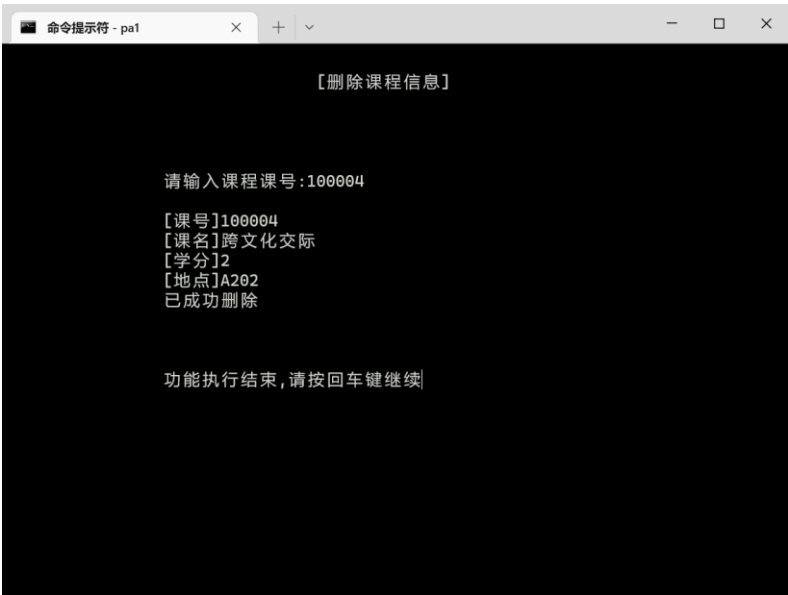 命令提示符 - pa1
[删除课程信息]
请输入课程课号:100004
[课号]100004
[课名]跨文化交际
[学分]2
[地点]A202
已成功删除
功能执行结束,请按回车键继续